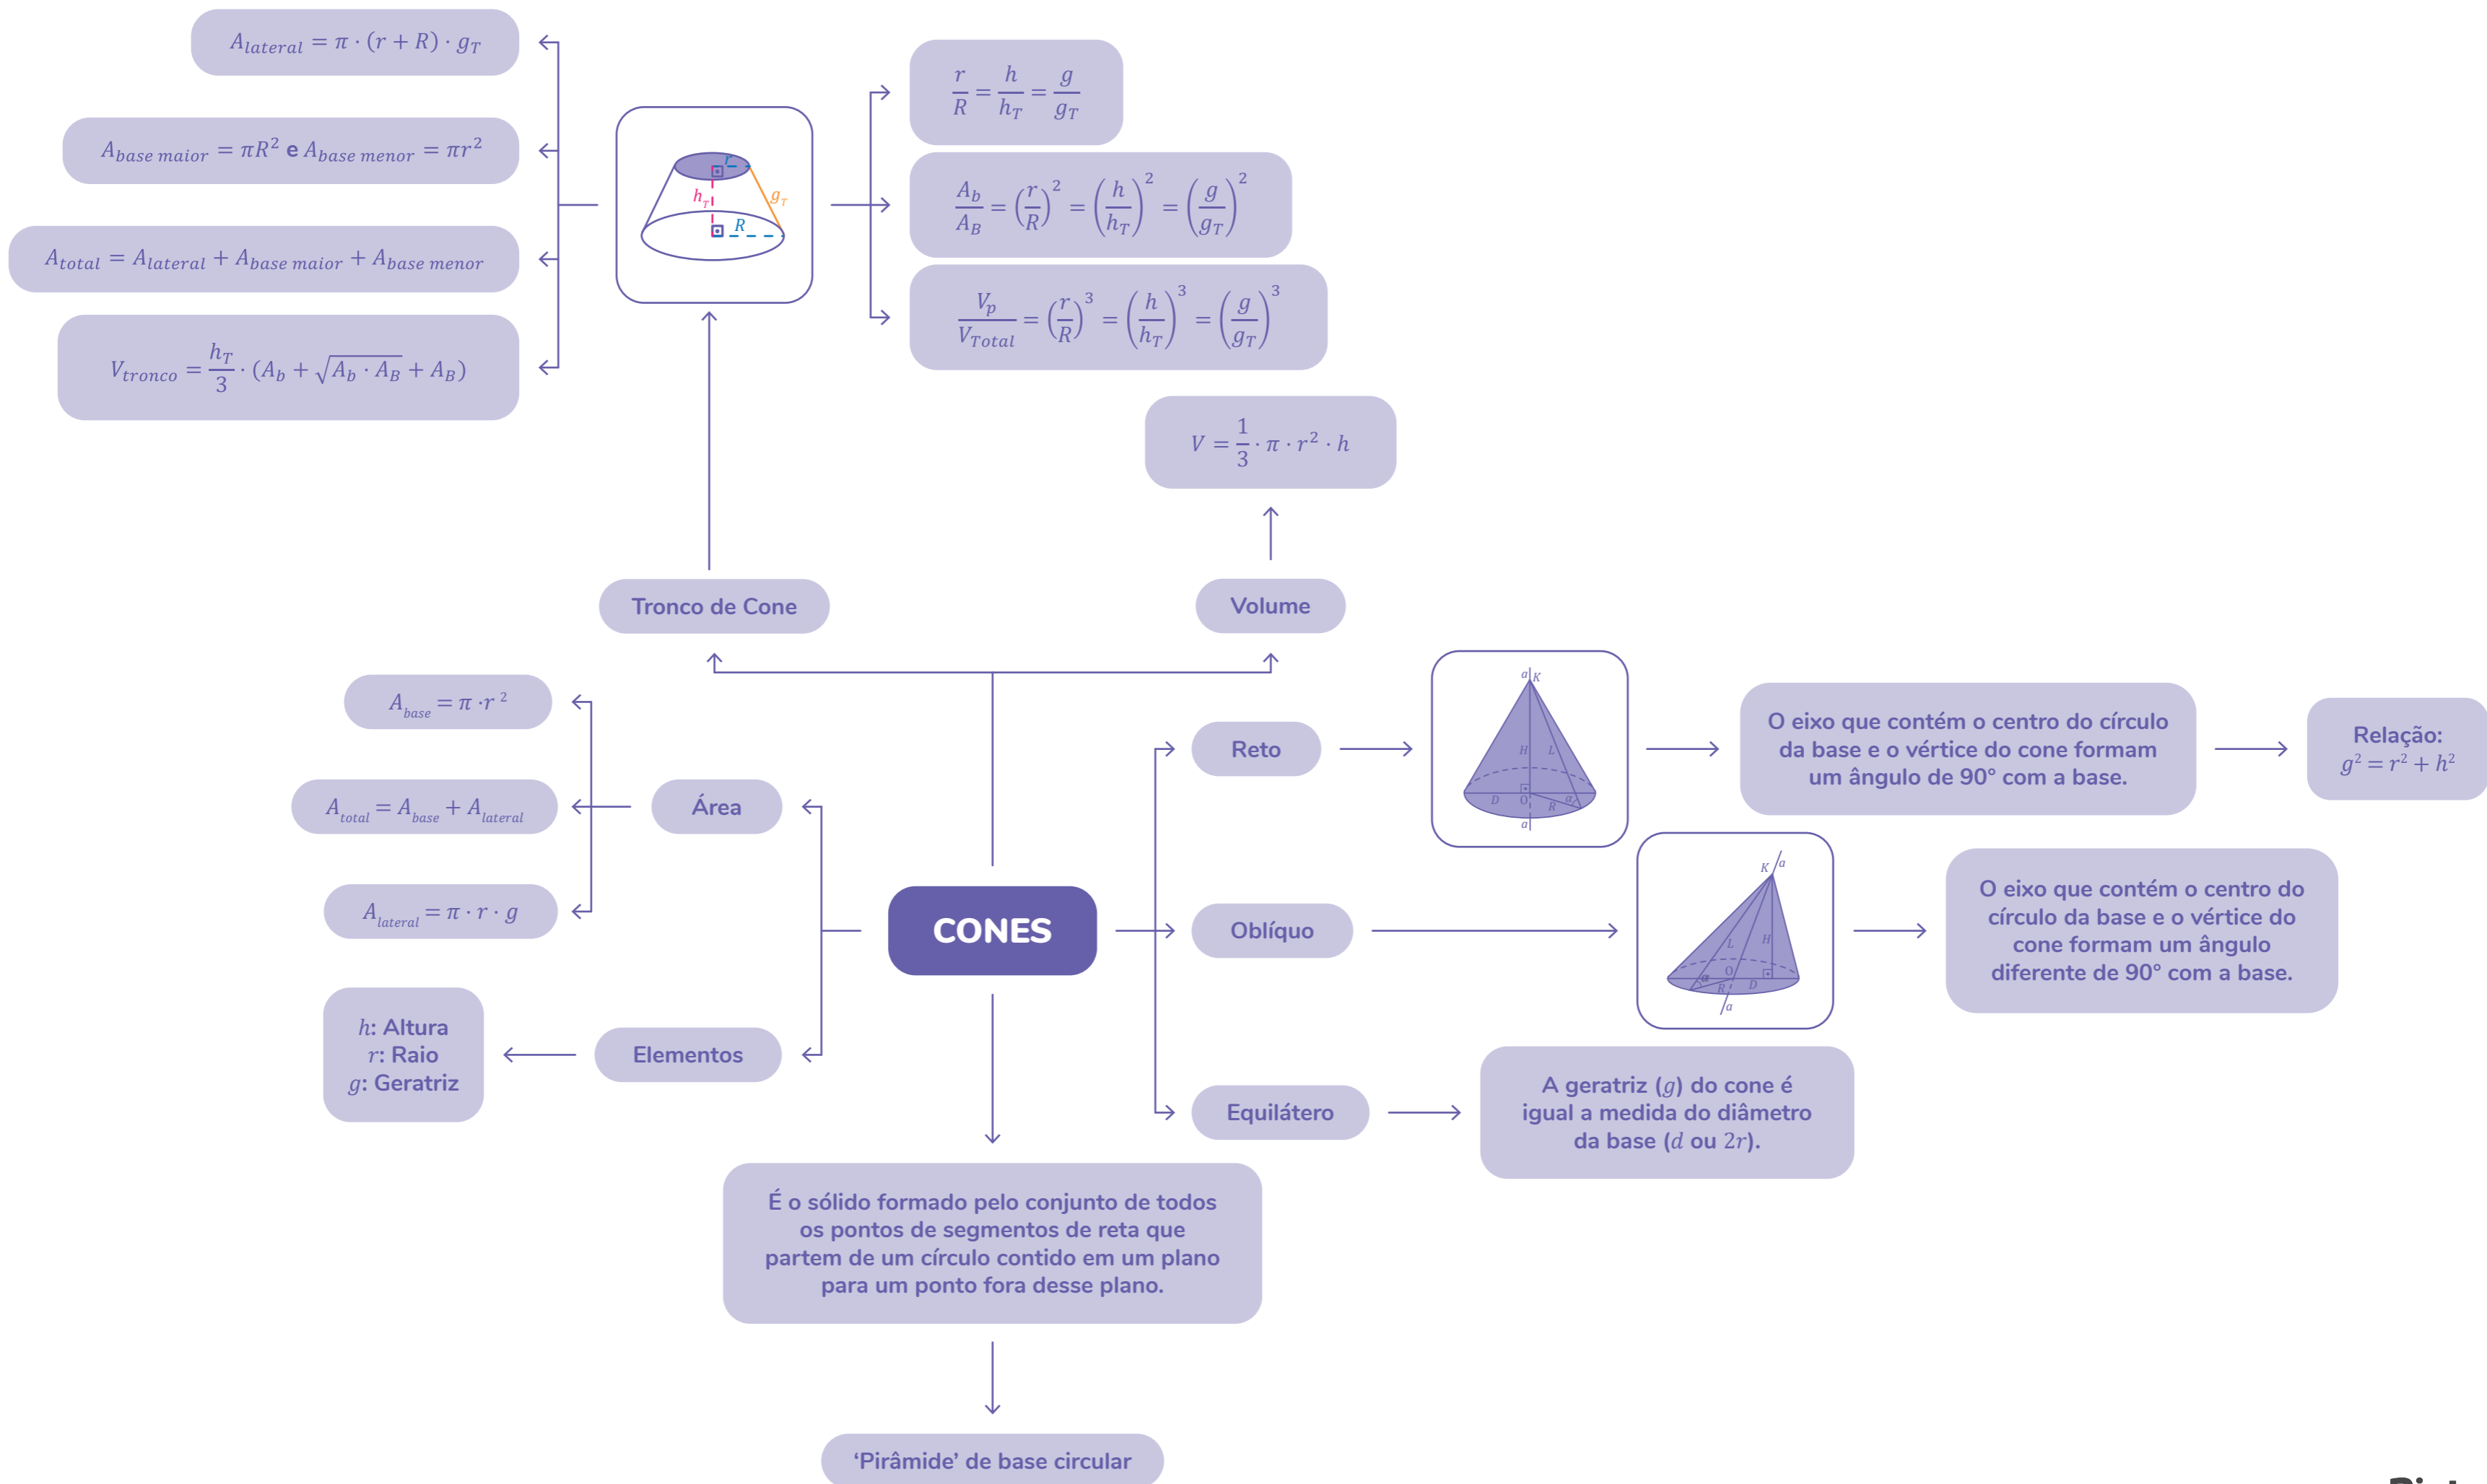 A_lateral = π · (r + R) · g_T
A_base maior = πR² e A_base menor = πr²
A_total = A_lateral + A_base maior + A_base menor
V_tronco = h_T/3 · (A_b + √(A_b · A_B) + A_B)
r
h_T
g_T
R
r/R = h/h_T = g/g_T
A_b/A_B = (r/R)² = (h/h_T)² = (g/g_T)²
V_p/V_Total = (r/R)³ = (h/h_T)³ = (g/g_T)³
V = 1/3 · π · r² · h
Tronco de Cone
Volume
A_base = π · r ²
A_total = A_base + A_lateral
A_lateral = π · r · g
Área
h: Altura
r: Raio
g: Geratriz
Elementos
CONES
Reto
a K
H L
D O R α
a
O eixo que contém o centro do círculo
da base e o vértice do cone formam
um ângulo de 90° com a base.
Relação:
g² = r² + h²
Oblíquo
K a
L H
α O R D
a
O eixo que contém o centro do
círculo da base e o vértice do
cone formam um ângulo
diferente de 90° com a base.
Equilátero
A geratriz (g) do cone é
igual a medida do diâmetro
da base (d ou 2r).
É o sólido formado pelo conjunto de todos
os pontos de segmentos de reta que
partem de um círculo contido em um plano
para um ponto fora desse plano.
‘Pirâmide’ de base circular